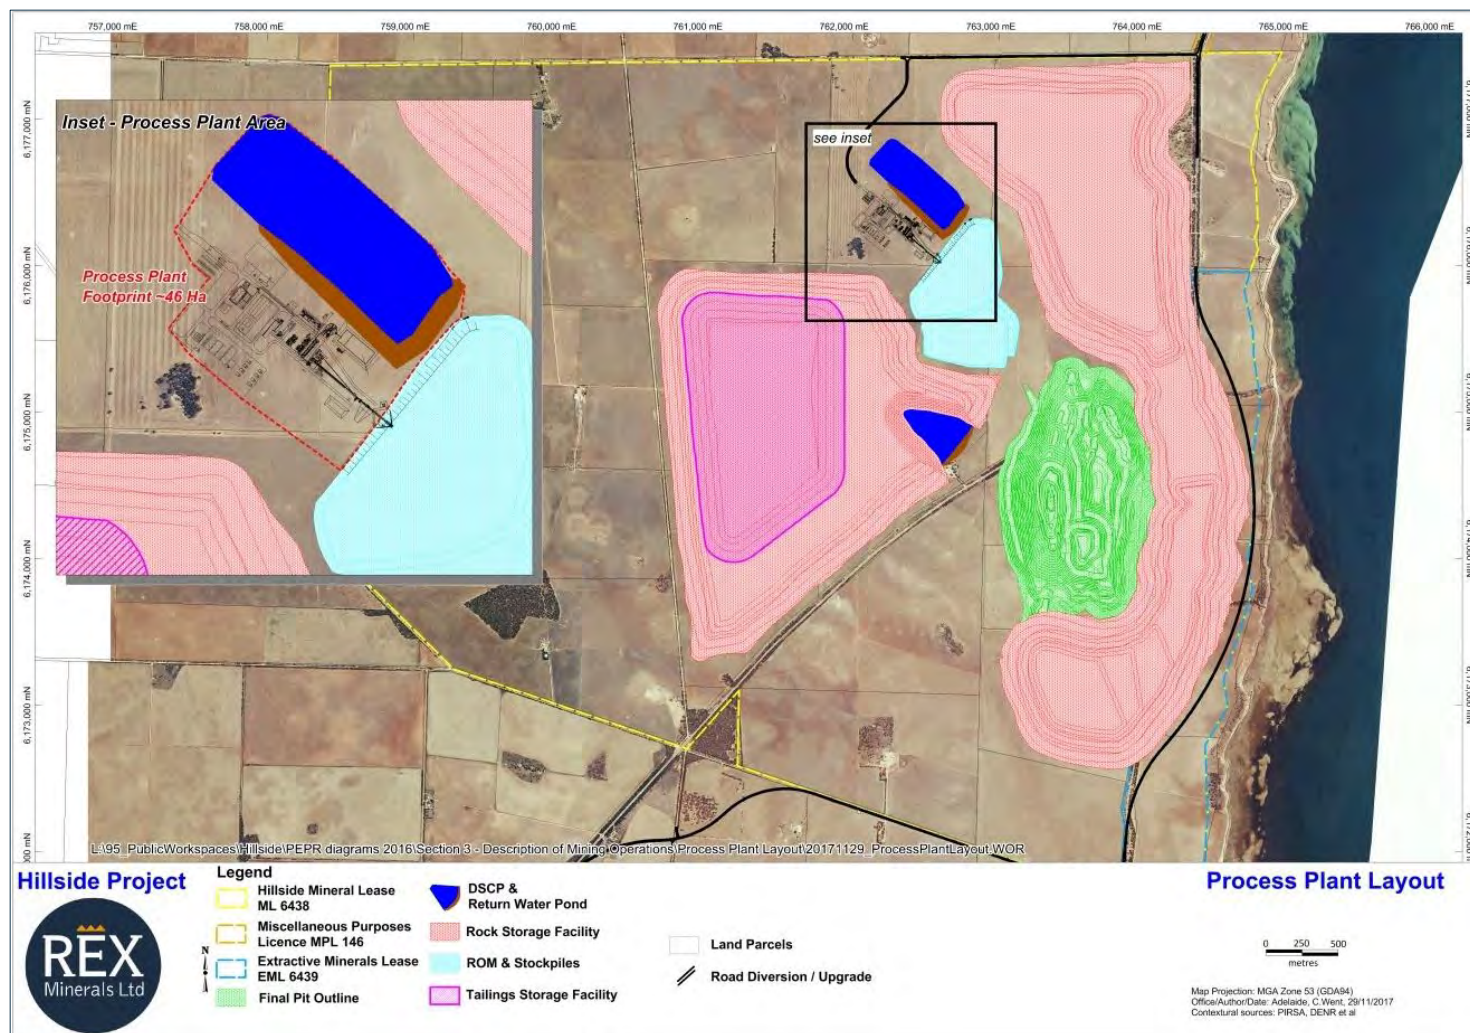 757,000 mE 758,000 mE 759,000 mE 760,000 mE 761,000 mE 762,000 mE 763,000 mE 764,000 mE 765,000 mE 766,000 mE
6,177,000 mN
6,176,000 mN
6,175,000 mN
6,174,000 mN
6,173,000 mN
Inset - Process Plant Area
see inset
Process Plant
Footprint ~46 Ha
L:\95_PublicWorkspaces\Hillside\PEPR diagrams 2016\Section 3 - Description of Mining Operations\Process Plant Layout\20171129_ProcessPlantLayout.WOR
Hillside Project
REX
Minerals Ltd
Legend
Hillside Mineral Lease
ML 6438
Miscellaneous Purposes
Licence MPL 146
Extractive Minerals Lease
EML 6439
Final Pit Outline
N
DSCP &
Return Water Pond
Rock Storage Facility
ROM & Stockpiles
Tailings Storage Facility
Land Parcels
Road Diversion / Upgrade
Process Plant Layout
0 250 500
metres
Map Projection: MGA Zone 53 (GDA94)
Office/Author/Date: Adelaide, C.Went, 29/11/2017
Contextural sources: PIRSA, DENR et al